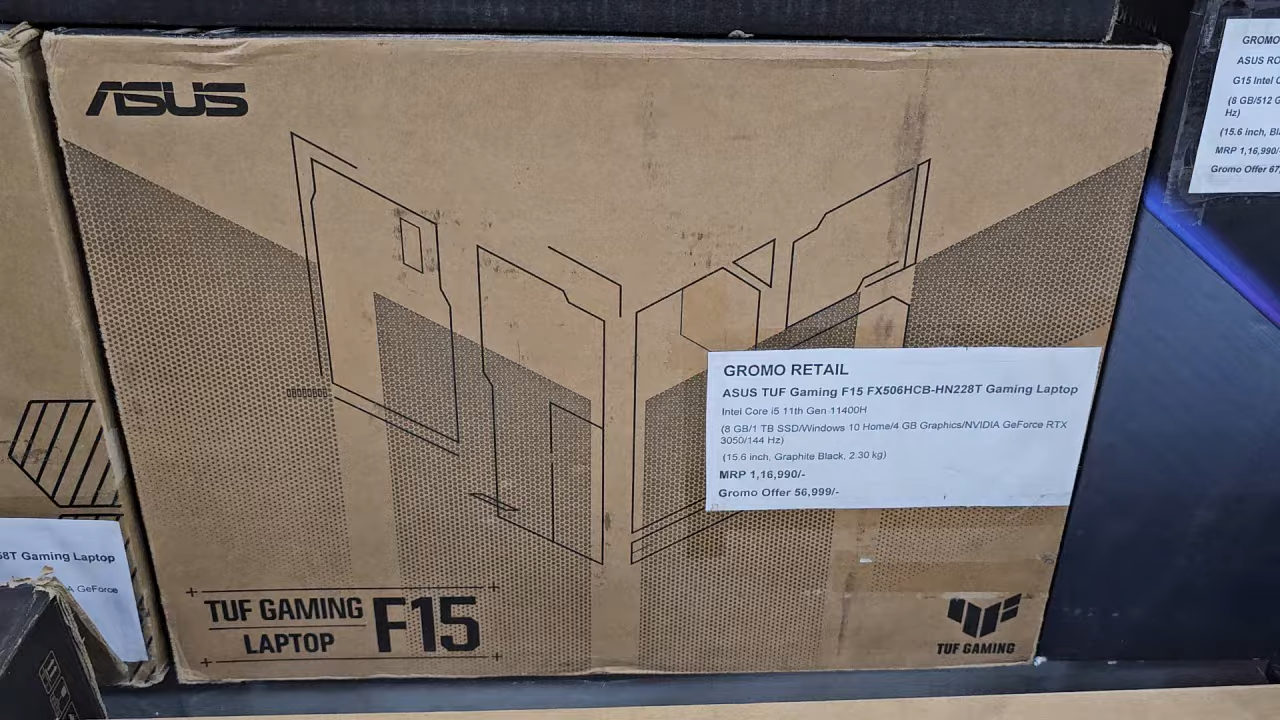 ASUS
GROMO RETAIL
ASUS TUF Gaming F15 FX506HCB-HN228T Gaming Laptop
Intel Core i5 11th Gen 11400H
(8 GB/1 TB SSD/Windows 10 Home/4 GB Graphics/NVIDIA GeForce RTX
3050/144 Hz)
(15.6 inch, Graphite Black, 2.30 kg)
MRP 1,16,990/-
Gromo Offer 56,999/-
TUF GAMING
LAPTOP
F15
TUF GAMING
GROMO
ASUS RO
G15 Intel
(8 GB/512 G
Hz)
(15.6 inch, Bl
MRP 1,16,990/-
Gromo Offer 67,
8T Gaming Laptop
GeForce